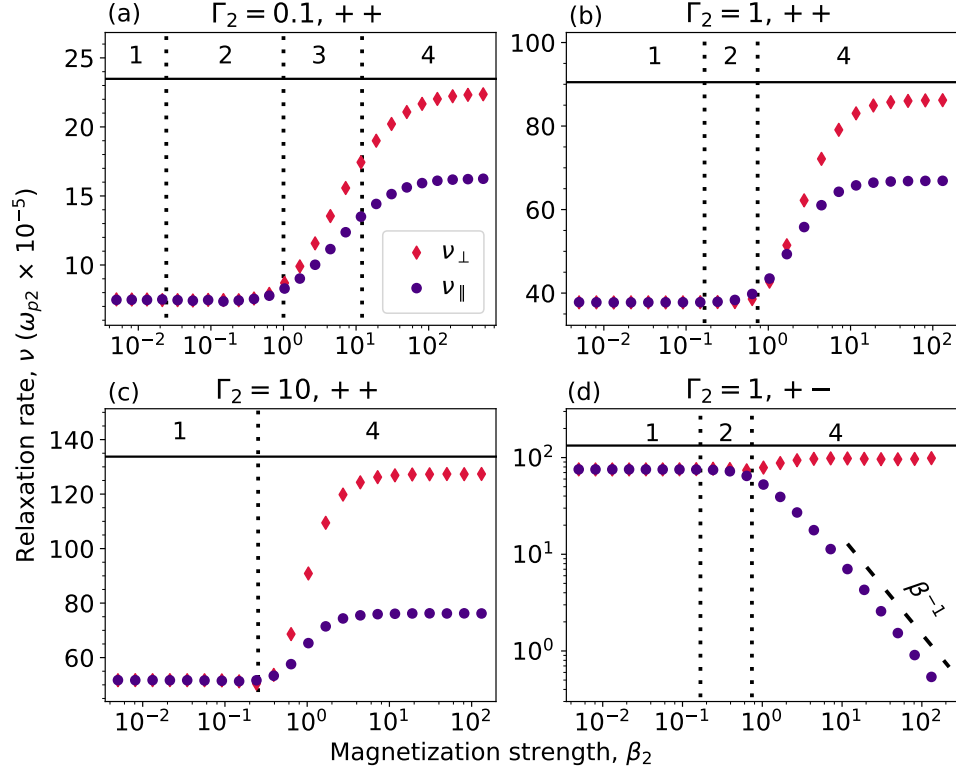 (a) Γ₂ = 0.1, ++
1 2 3 4
25
20
15
10
ν⊥
ν∥
10⁻² 10⁻¹ 10⁰ 10¹ 10²
(b) Γ₂ = 1, ++
1 2 4
100
80
60
40
10⁻² 10⁻¹ 10⁰ 10¹ 10²
(c) Γ₂ = 10, ++
1 4
140
120
100
80
60
10⁻² 10⁻¹ 10⁰ 10¹ 10²
(d) Γ₂ = 1, +−
1 2 4
10²
10¹
10⁰
β⁻¹
10⁻² 10⁻¹ 10⁰ 10¹ 10²
Relaxation rate, ν (ωₚ₂ × 10⁻⁵)
Magnetization strength, β₂